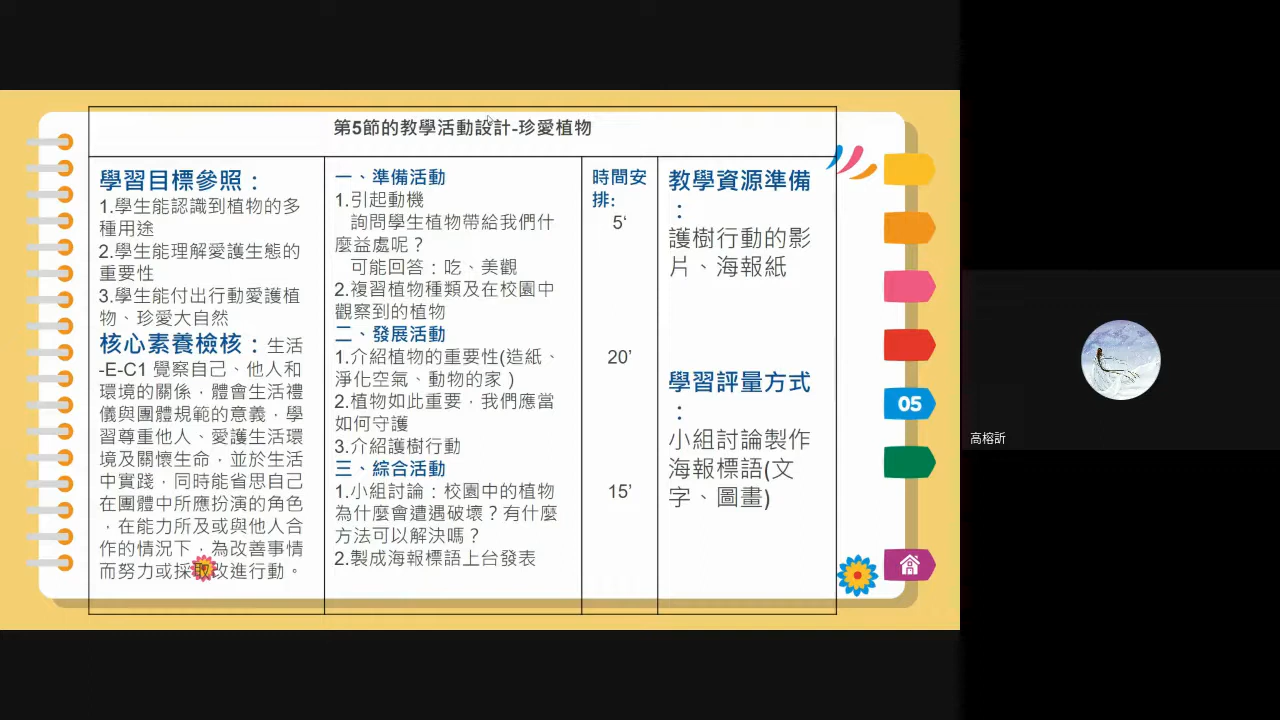 第5節的教學活動設計-珍愛植物
學習目標參照：
1.學生能認識到植物的多
種用途
2.學生能理解愛護生態的
重要性
3.學生能付出行動愛護植
物、珍愛大自然
核心素養檢核：生活
-E-C1 覺察自己、他人和
環境的關係，體會生活禮
儀與團體規範的意義，學
習尊重他人、愛護生活環
境及關懷生命，並於生活
中實踐，同時能省思自己
在團體中所應扮演的角色
，在能力所及或與他人合
作的情況下，為改善事情
而努力或採取改進行動。
一、準備活動
1.引起動機
詢問學生植物帶給我們什
麼益處呢？
可能回答：吃、美觀
2.複習植物種類及在校園中
觀察到的植物
二、發展活動
1.介紹植物的重要性(造紙、
淨化空氣、動物的家)
2.植物如此重要，我們應當
如何守護
3.介紹護樹行動
三、綜合活動
1.小組討論：校園中的植物
為什麼會遭遇破壞？有什麼
方法可以解決嗎？
2.製成海報標語上台發表
時間安
排:
5‘
20’
15’
教學資源準備
：
護樹行動的影
片、海報紙
學習評量方式
：
小組討論製作
海報標語(文
字、圖畫)
05
高榕訢